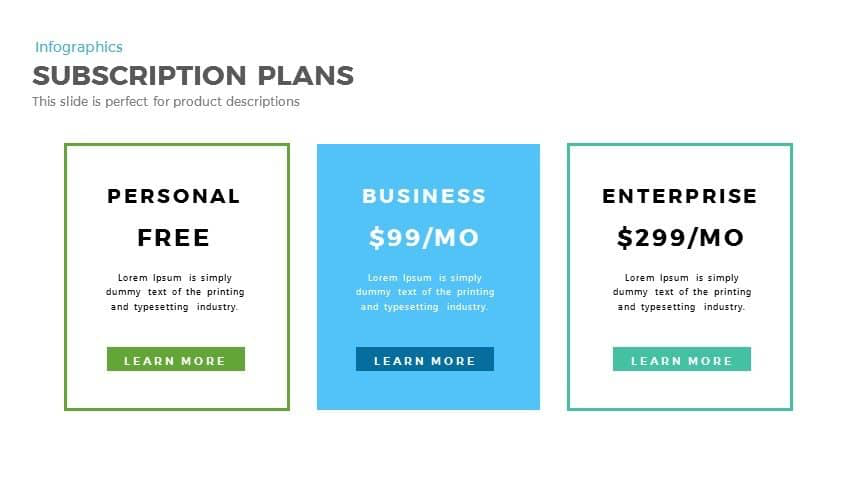 Infographics
SUBSCRIPTION PLANS
This slide is perfect for product descriptions
PERSONAL
FREE
Lorem Ipsum is simply
dummy text of the printing
and typesetting industry.
LEARN MORE
BUSINESS
$99/MO
Lorem Ipsum is simply
dummy text of the printing
and typesetting industry.
LEARN MORE
ENTERPRISE
$299/MO
Lorem Ipsum is simply
dummy text of the printing
and typesetting industry.
LEARN MORE